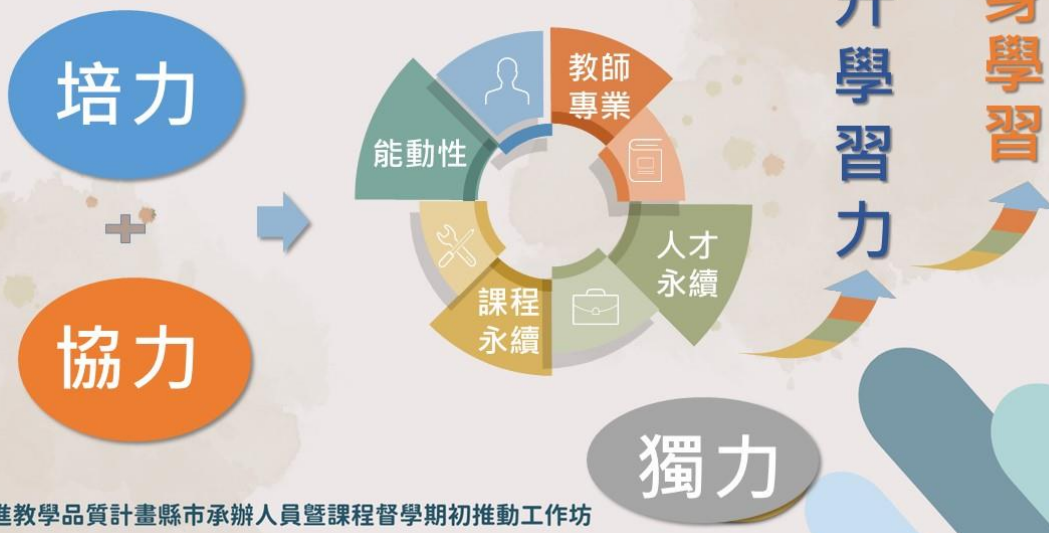 培力
協力
能動性
教師
專業
人才
永續
課程
永續
升學習力
身學習
獨力
進教學品質計畫縣市承辦人員暨課程督學期初推動工作坊